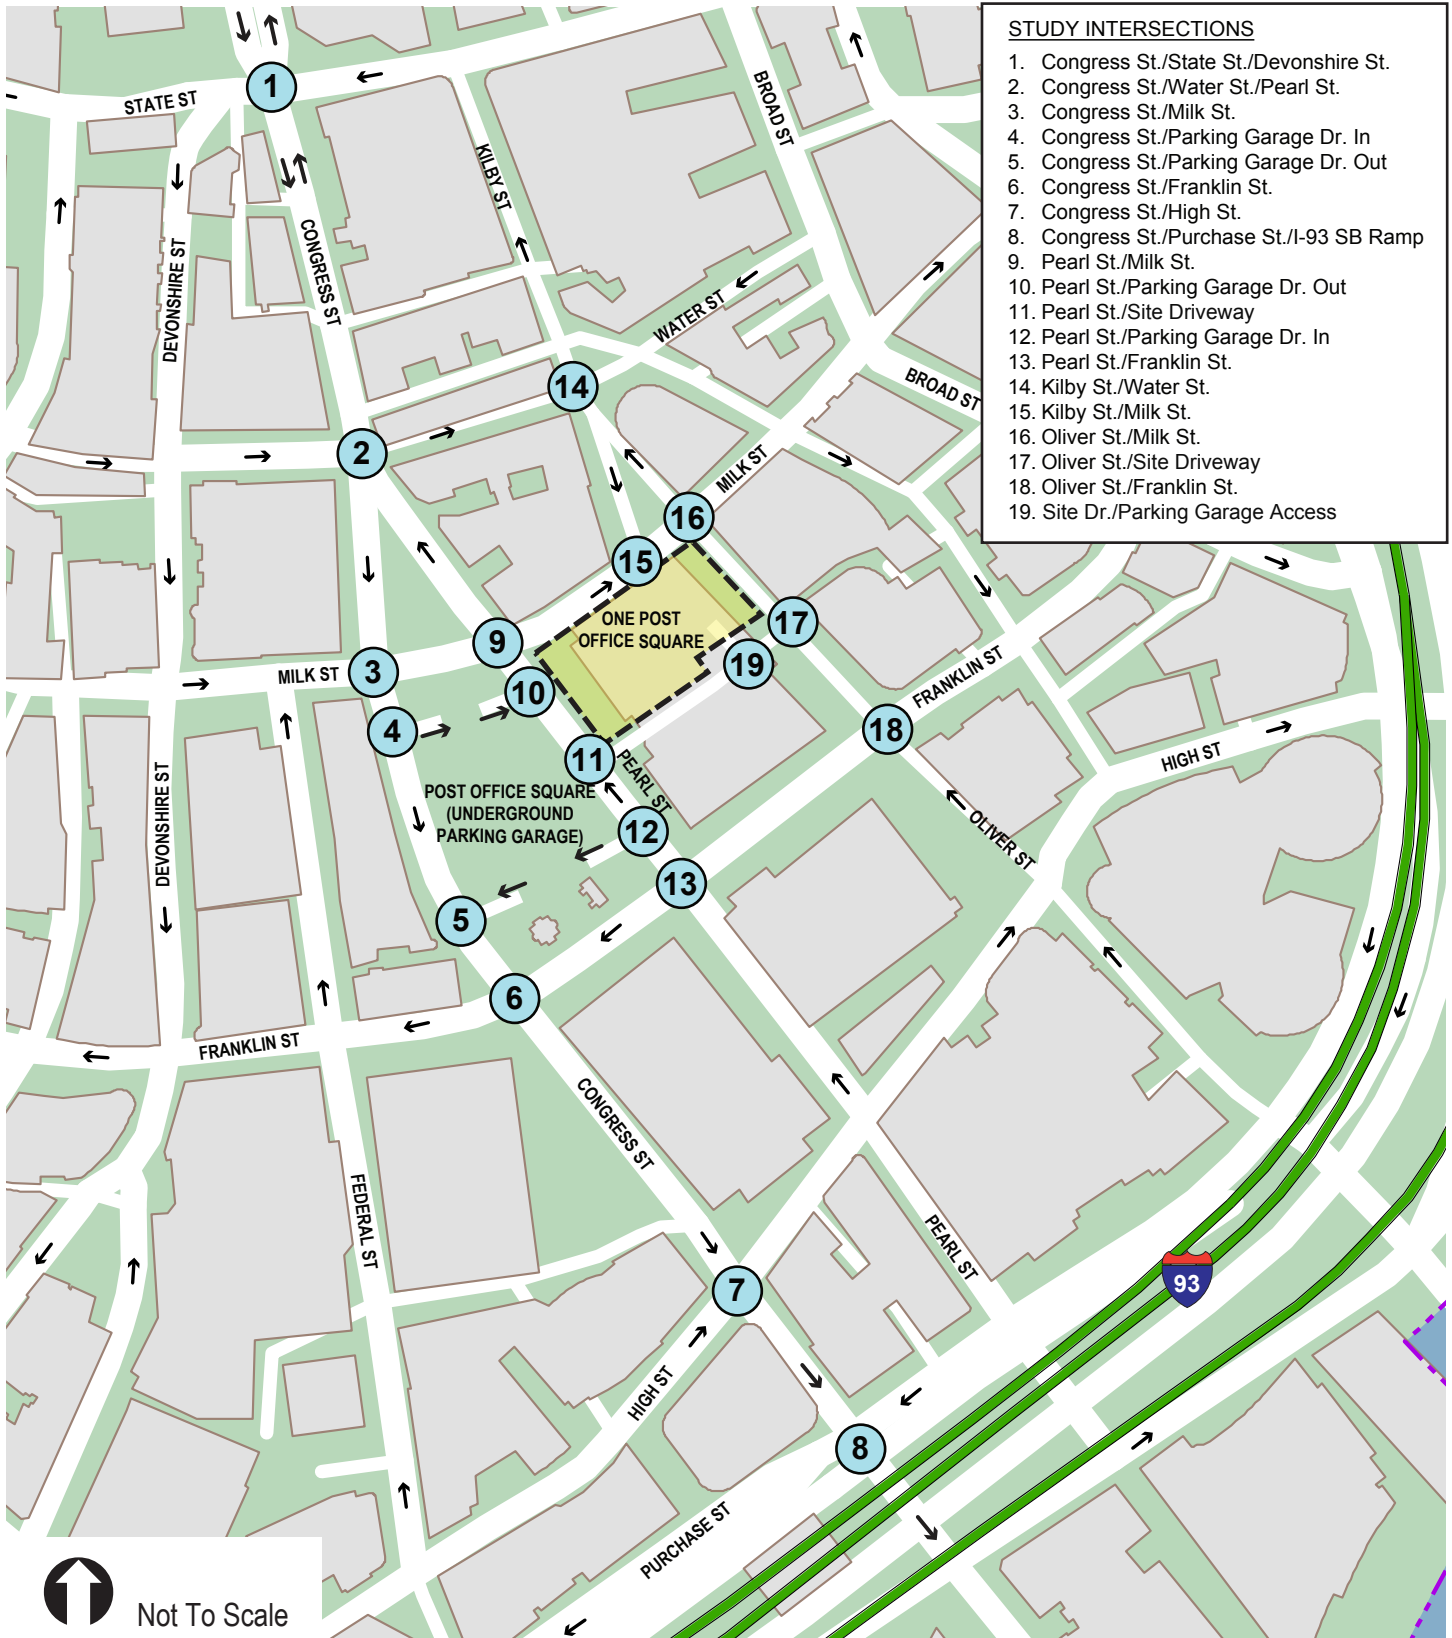 STUDY INTERSECTIONS
1. Congress St./State St./Devonshire St.
2. Congress St./Water St./Pearl St.
3. Congress St./Milk St.
4. Congress St./Parking Garage Dr. In
5. Congress St./Parking Garage Dr. Out
6. Congress St./Franklin St.
7. Congress St./High St.
8. Congress St./Purchase St./I-93 SB Ramp
9. Pearl St./Milk St.
10. Pearl St./Parking Garage Dr. Out
11. Pearl St./Site Driveway
12. Pearl St./Parking Garage Dr. In
13. Pearl St./Franklin St.
14. Kilby St./Water St.
15. Kilby St./Milk St.
16. Oliver St./Milk St.
17. Oliver St./Site Driveway
18. Oliver St./Franklin St.
19. Site Dr./Parking Garage Access
1
STATE ST
BROAD ST
KILBY ST
CONGRESS ST
DEVONSHIRE ST
WATER ST
BROAD ST
14
2
MILK ST
16
15
ONE POST
OFFICE SQUARE
17
9
19
3
MILK ST
10
FRANKLIN ST
4
18
11
PEARL ST
HIGH ST
POST OFFICE SQUARE
(UNDERGROUND
PARKING GARAGE)
12
OLIVER ST
DEVONSHIRE ST
13
5
6
FRANKLIN ST
CONGRESS ST
FEDERAL ST
PEARL ST
93
7
HIGH ST
8
PURCHASE ST
Not To Scale